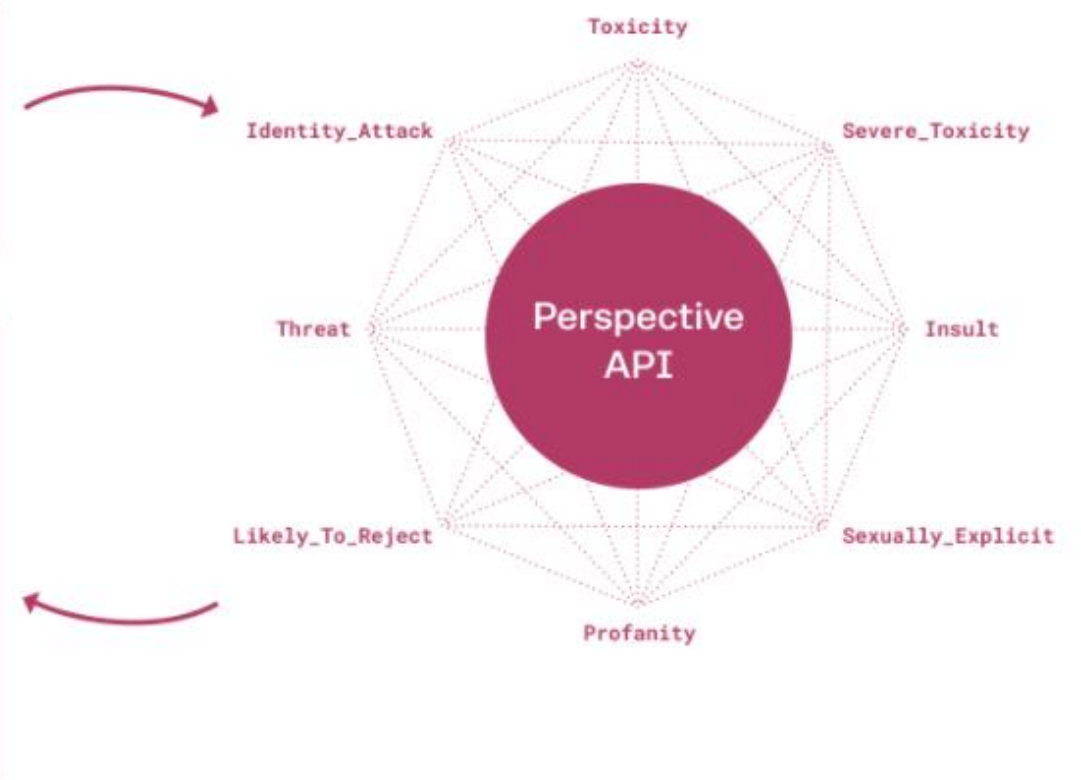 Toxicity
Identity_Attack
Severe_Toxicity
Perspective
API
Threat
Insult
Likely_To_Reject
Sexually_Explicit
Profanity